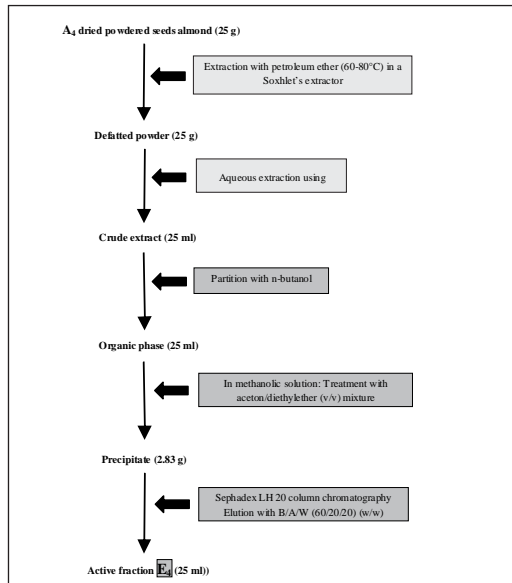 A4 dried powdered seeds almond (25 g)
Extraction with petroleum ether (60-80°C) in a
Soxhlet's extractor
Defatted powder (25 g)
Aqueous extraction using
Crude extract (25 ml)
Partition with n-butanol
Organic phase (25 ml)
In methanolic solution: Treatment with
aceton/diethylether (v/v) mixture
Precipitate (2.83 g)
Sephadex LH 20 column chromatography
Elution with B/A/W (60/20/20) (w/w)
Active fraction E4 (25 ml))